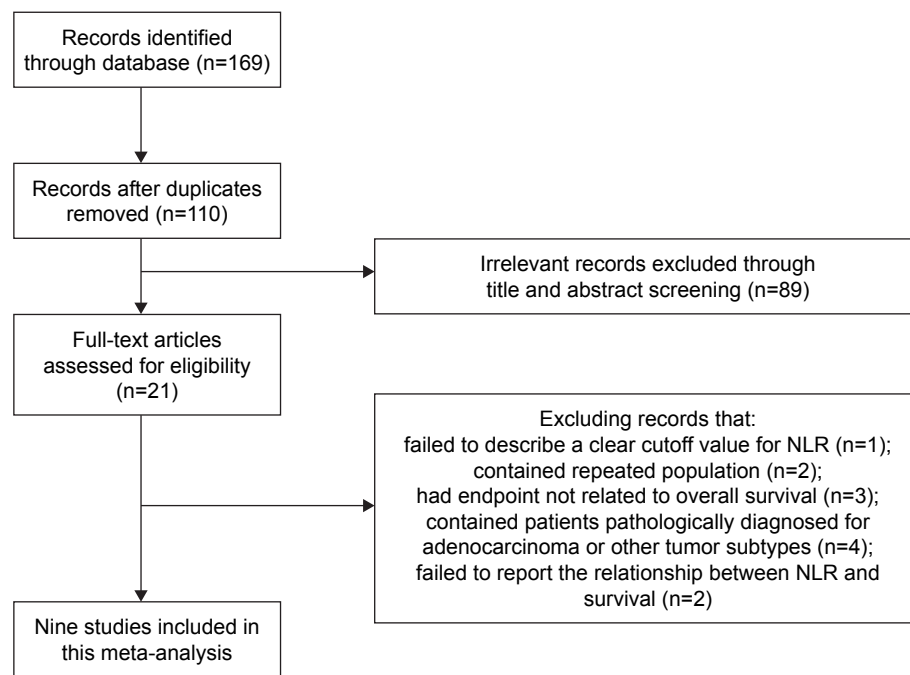 Records identified
through database (n=169)
Records after duplicates
removed (n=110)
Irrelevant records excluded through
title and abstract screening (n=89)
Full-text articles
assessed for eligibility
(n=21)
Excluding records that:
failed to describe a clear cutoff value for NLR (n=1);
contained repeated population (n=2);
had endpoint not related to overall survival (n=3);
contained patients pathologically diagnosed for
adenocarcinoma or other tumor subtypes (n=4);
failed to report the relationship between NLR and
survival (n=2)
Nine studies included in
this meta-analysis